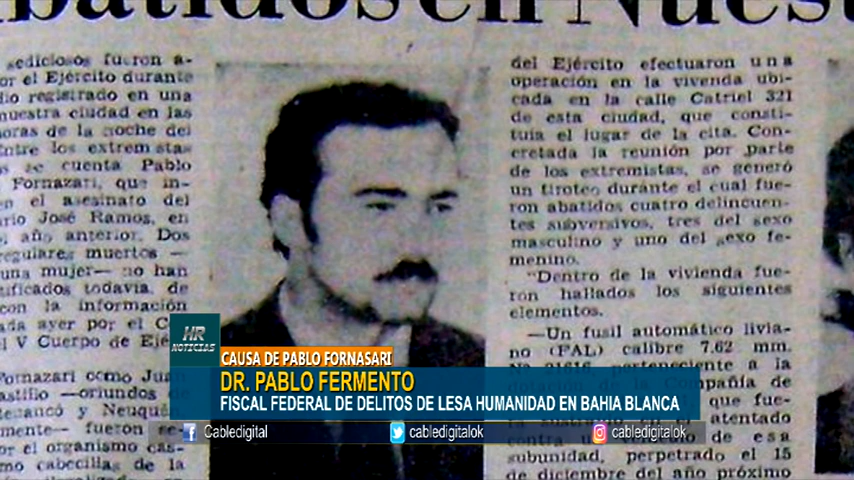 batidos en Nuest
sediciosos fueron a-
or el Ejército durante
dio registrado en una
nuestra ciudad en las
oras de la noche del
Entre los extremistas
s se cuenta Pablo
Fornazari, que in-
en el asesinato del
ario José Ramos, en
el año anterior. Dos
regulares muertos —
una mujer— no han
tificados todavía, de
con la información
ada ayer por el C
el V Cuerpo de Ejé
Fornazari como Juan
astillo —oriundos de
enancó y Neuqu
mente— fueron se-
or el organismo cas-
mo cabecillas de la
del Ejército efectuaron una
operación en la vivienda ubi-
cada en la calle Catriel 321
de esta ciudad, que consti-
tuía el lugar de la cita. Con-
cretada la reunión por parte
de los extremistas, se generó
un tiroteo durante el cual fue-
ron abatidos cuatro delincuen-
tes subversivos, tres del sexo
masculino y uno del sexo fe-
menino.
"Dentro de la vivienda fue-
ron hallados los siguientes
elementos.
—Un fusil automático livia-
no (FAL) calibre 7.62 mm.
perteneciente a la
Compañía de
que fue
atentado
de esa
subunidad, perpetrado el 15
de diciembre del año próximo
HR
NOTICIAS
CAUSA DE PABLO FORNASARI
DR. PABLO FERMENTO
FISCAL FEDERAL DE DELITOS DE LESA HUMANIDAD EN BAHIA BLANCA
Cabledigital cabledigitalok cabledigitalok